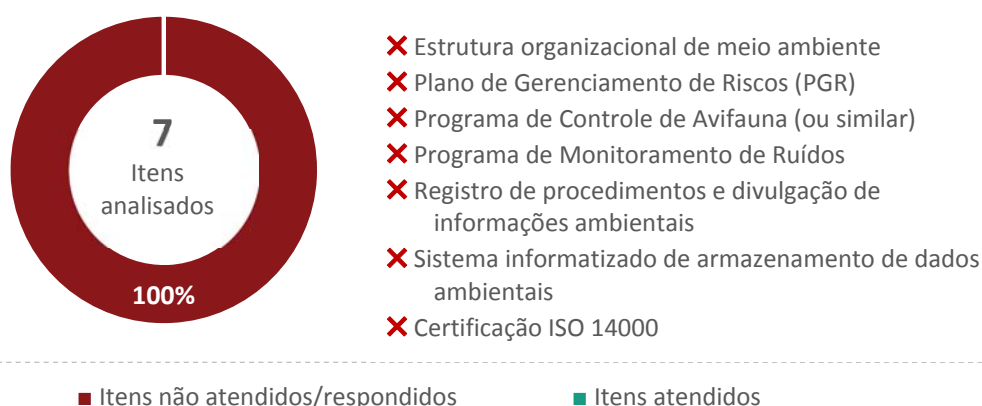 7
Itens
analisados
100%
Estrutura organizacional de meio ambiente
Plano de Gerenciamento de Riscos (PGR)
Programa de Controle de Avifauna (ou similar)
Programa de Monitoramento de Ruídos
Registro de procedimentos e divulgação de
informações ambientais
Sistema informatizado de armazenamento de dados
ambientais
Certificação ISO 14000
Itens não atendidos/respondidos
Itens atendidos